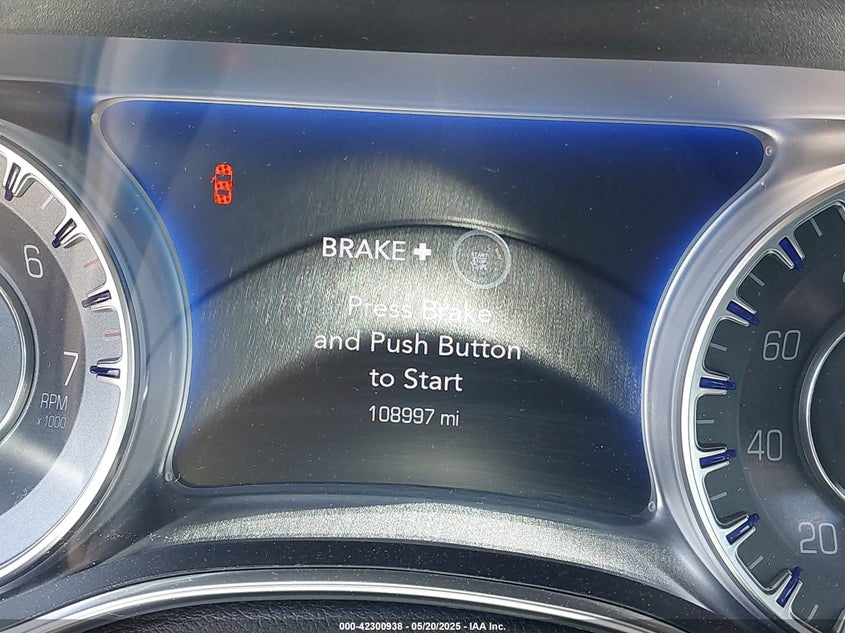 BRAKE +
Press Brake
and Push Button
to Start
108997 mi
6
7
RPM
x 1000
60
40
20
000-42300938 - 05/20/2025 - IAA Inc.